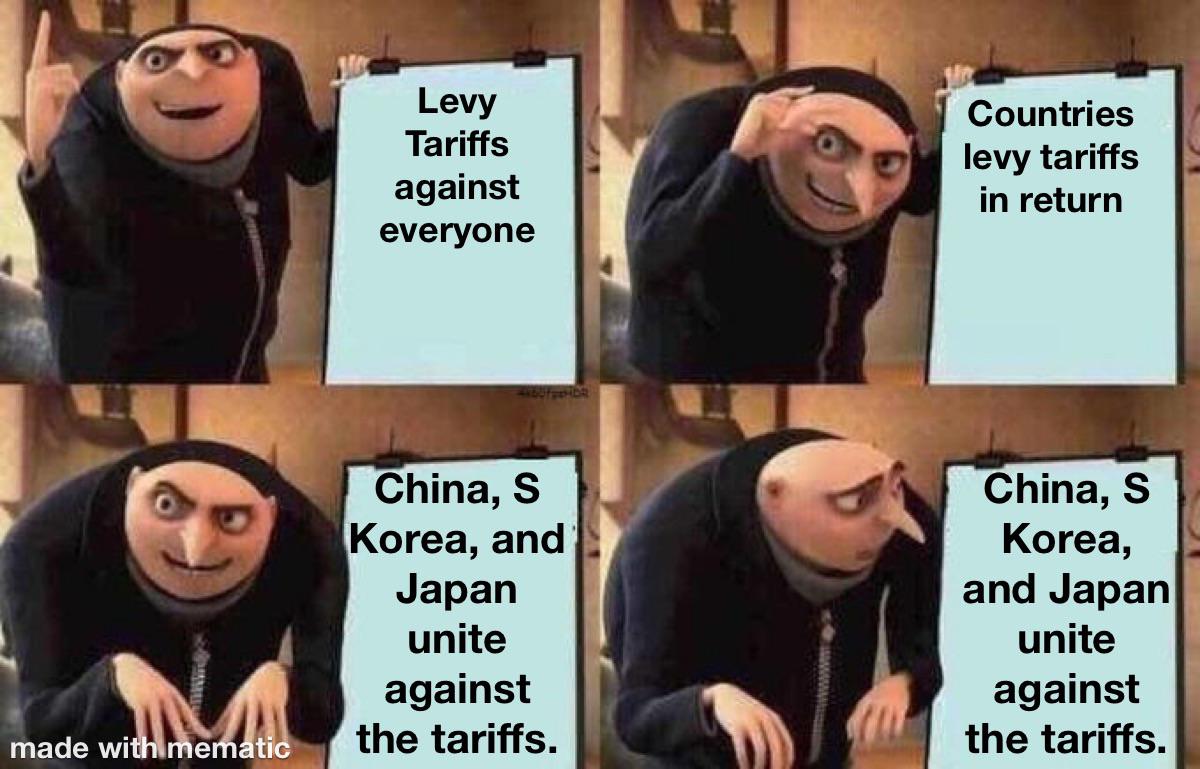 Levy
Tariffs
against
everyone
Countries
levy tariffs
in return
China, S
Korea, and
Japan
unite
against
the tariffs.
China, S
Korea,
and Japan
unite
against
the tariffs.
made with mematic